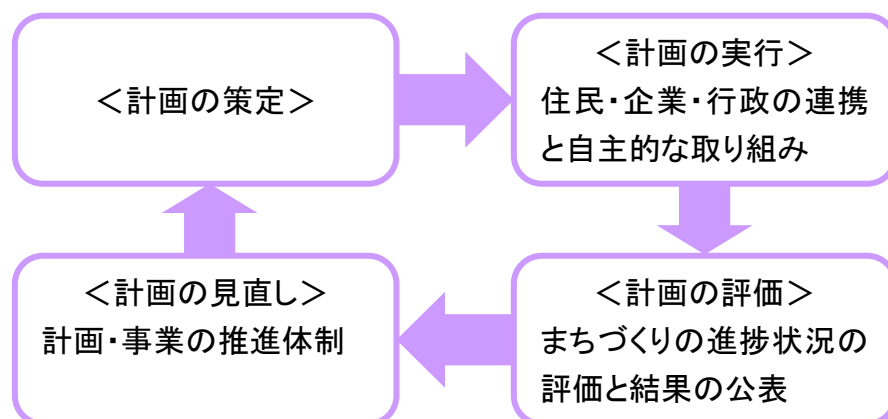 ＜計画の策定＞
＜計画の実行＞
住民・企業・行政の連携
と自主的な取り組み
＜計画の見直し＞
計画・事業の推進体制
＜計画の評価＞
まちづくりの進捗状況の
評価と結果の公表